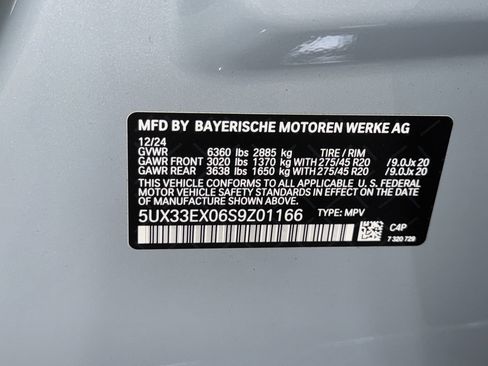 MFD BY BAYERISCHE MOTOREN WERKE AG
12/24
GVWR 6360 lbs 2885 kg TIRE / RIM
GAWR FRONT 3020 lbs 1370 kg WITH 275/45 R20 /9.0Jx 20
GAWR REAR 3638 lbs 1650 kg WITH 275/45 R20 /9.0Jx 20
THIS VEHICLE CONFORMS TO ALL APPLICABLE U. S. FEDERAL
MOTOR VEHICLE SAFETY STANDARDS IN EFFECT ON THE DATE
OF MANUFACTURE SHOWN ABOVE.
5UX33EX06S9Z01166 TYPE: MPV
C4P
7 320 729